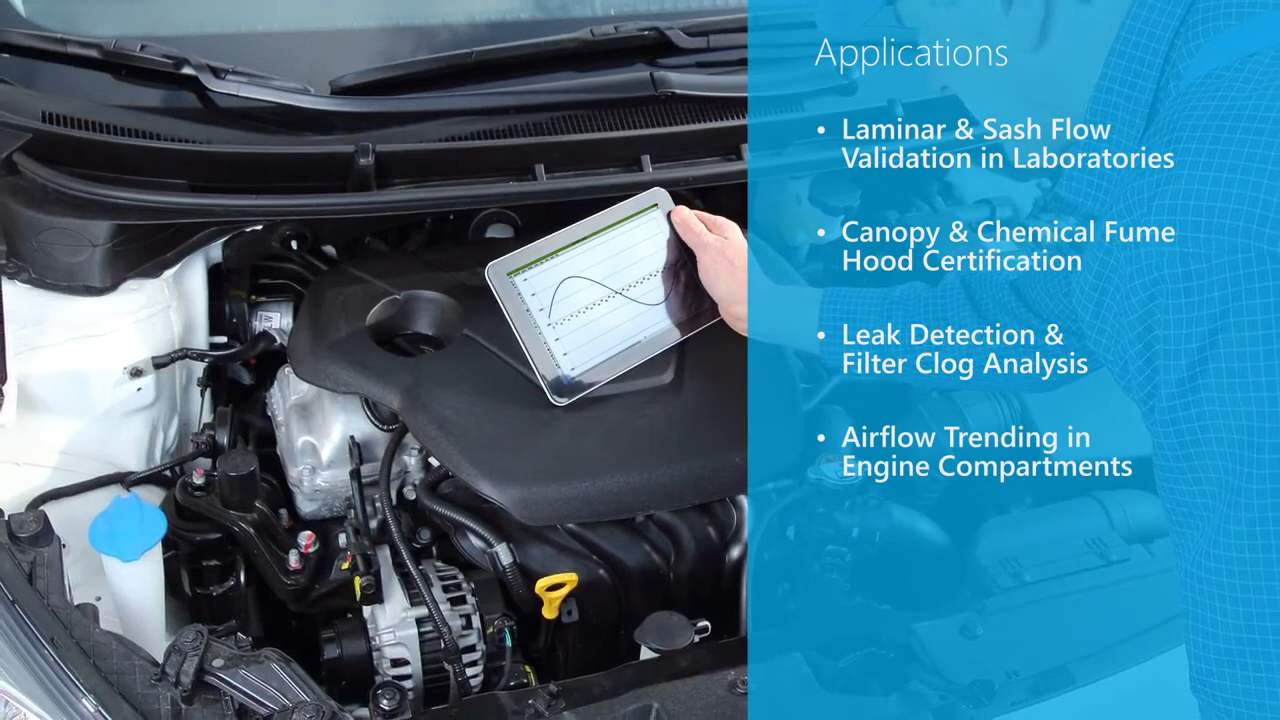 Applications
• Laminar & Sash Flow
Validation in Laboratories
• Canopy & Chemical Fume
Hood Certification
• Leak Detection &
Filter Clog Analysis
• Airflow Trending in
Engine Compartments